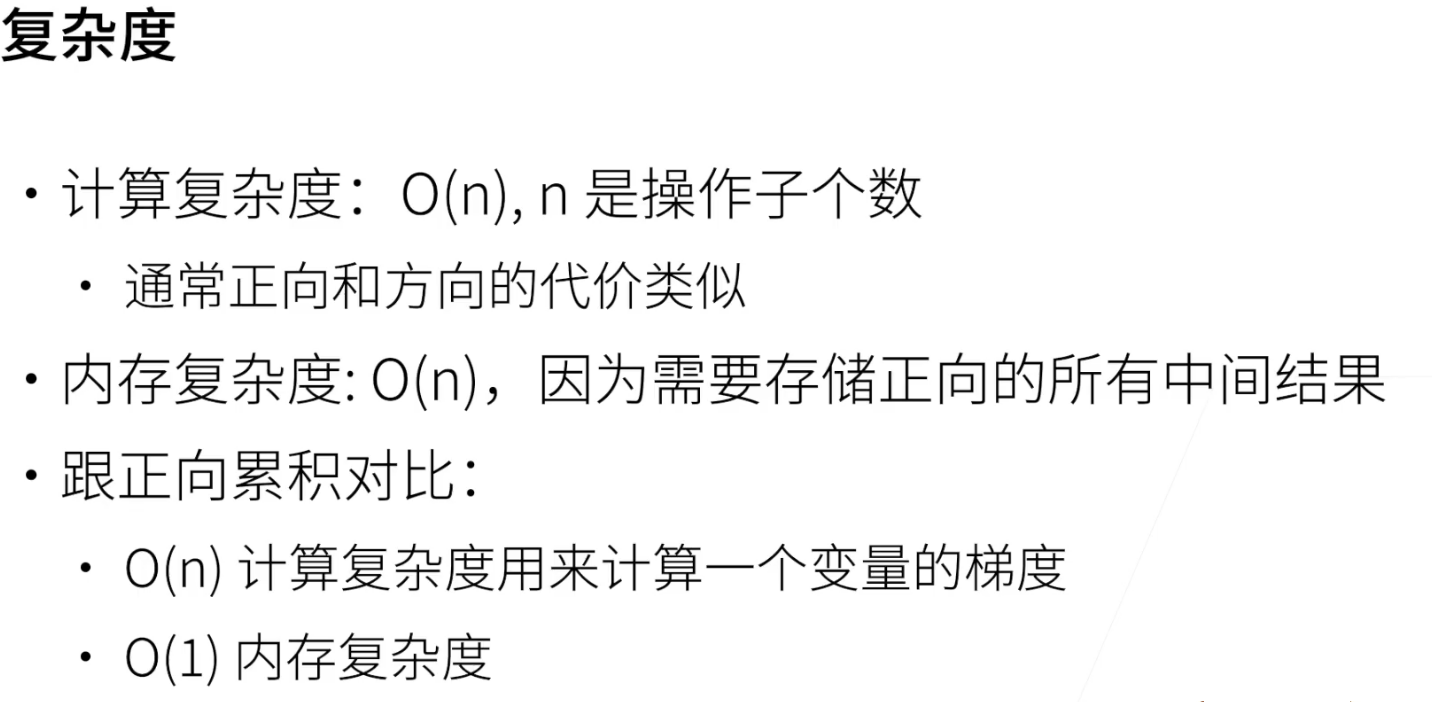 复杂度
• 计算复杂度：O(n), n 是操作子个数
• 通常正向和方向的代价类似
• 内存复杂度: O(n)，因为需要存储正向的所有中间结果
• 跟正向累积对比：
• O(n) 计算复杂度用来计算一个变量的梯度
• O(1) 内存复杂度